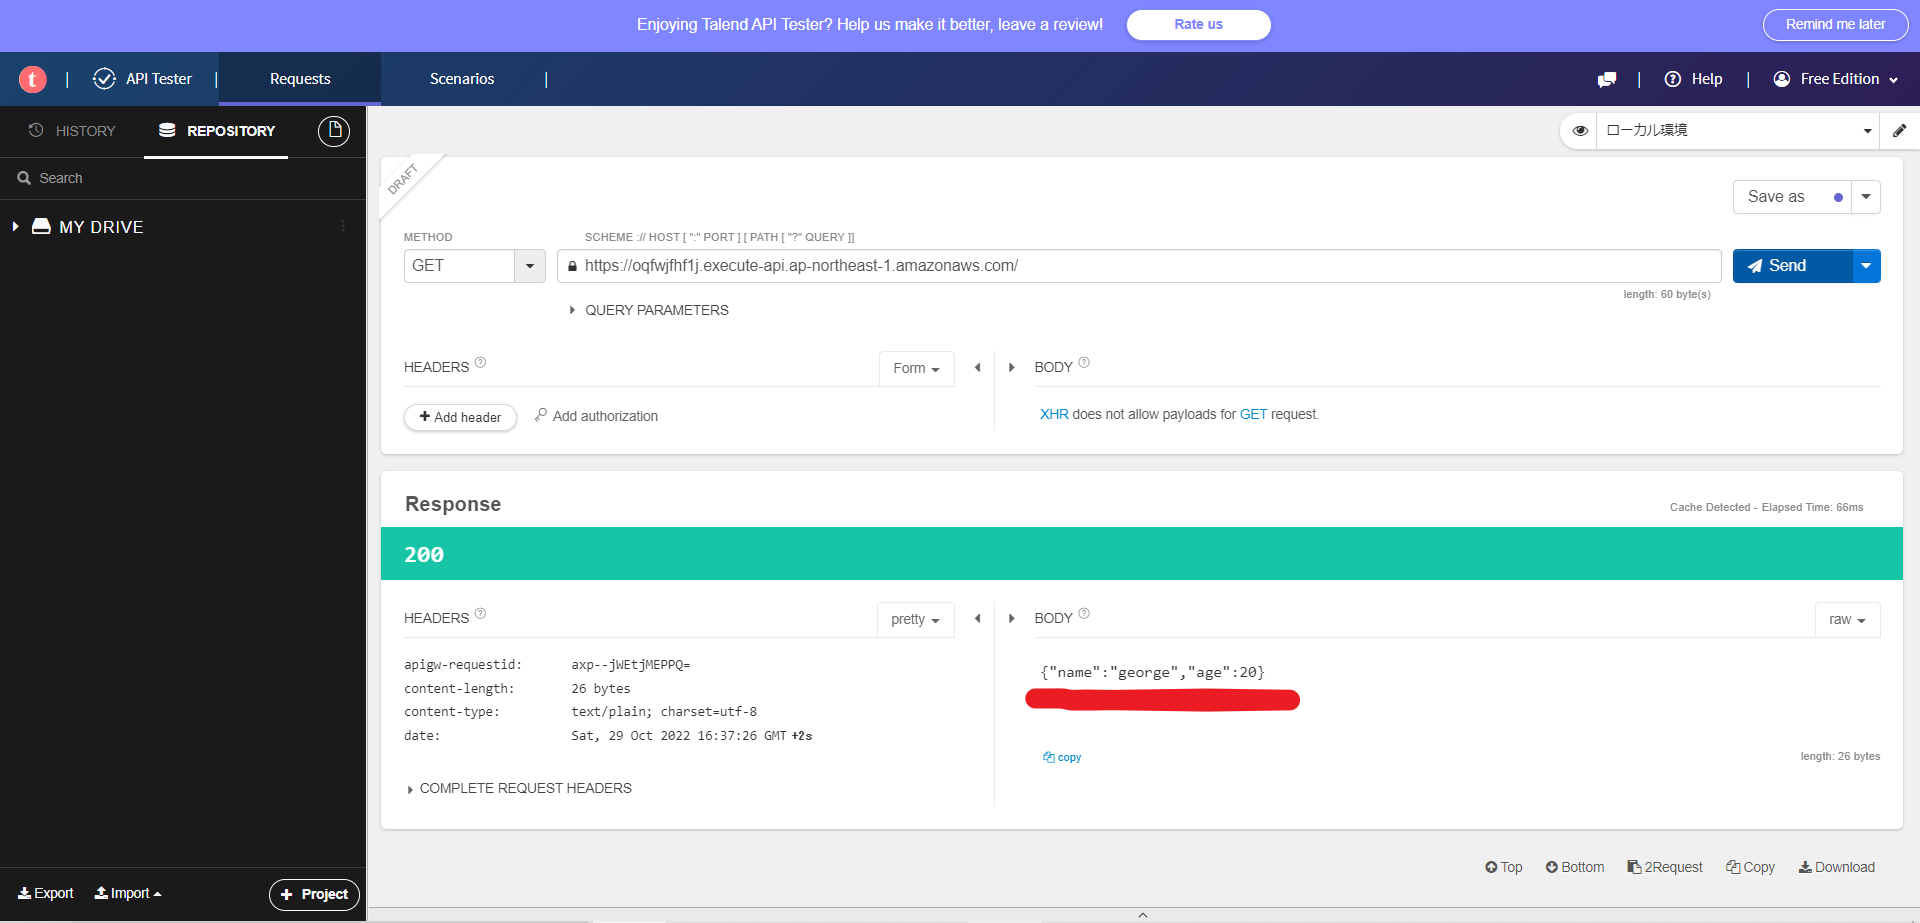 Enjoying Talend API Tester? Help us make it better, leave a review!
Rate us
Remind me later
t
API Tester
Requests
Scenarios
Help
Free Edition
HISTORY
REPOSITORY
ローカル環境
Search
DRAFT
Save as
MY DRIVE
METHOD
SCHEME :// HOST [ ":" PORT ] [ PATH [ "?" QUERY ]]
GET
https://oqfwjfhf1j.execute-api.ap-northeast-1.amazonaws.com/
Send
length: 60 byte(s)
QUERY PARAMETERS
HEADERS ?
Form
BODY ?
+ Add header
Add authorization
XHR does not allow payloads for GET request.
Response
Cache Detected - Elapsed Time: 66ms
200
HEADERS ?
pretty
BODY ?
raw
apigw-requestid: axp--jWEtjMEPPQ=
content-length: 26 bytes
content-type: text/plain; charset=utf-8
date: Sat, 29 Oct 2022 16:37:26 GMT +2s
{"name":"george","age":20}
copy
length: 26 bytes
COMPLETE REQUEST HEADERS
Top
Bottom
2Request
Copy
Download
Export
Import
+ Project